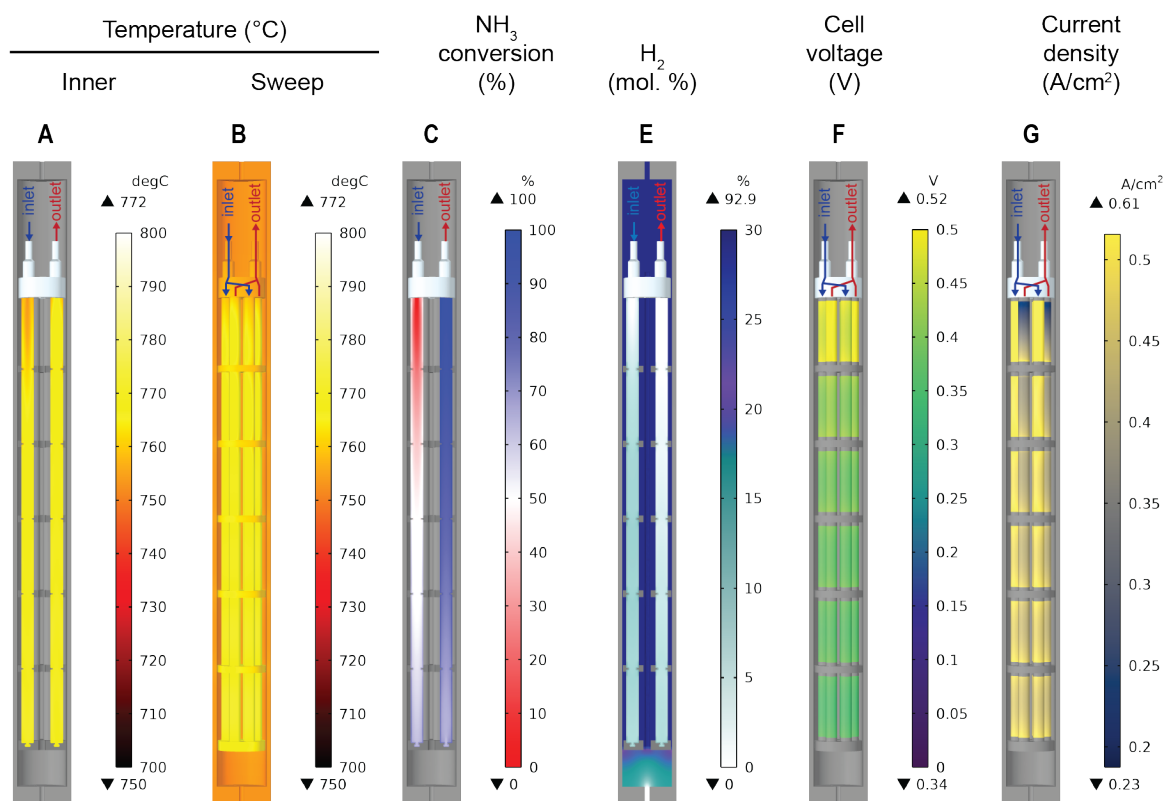 Temperature (°C)
Inner
Sweep
NH3
conversion
(%)
H2
(mol. %)
Cell
voltage
(V)
Current
density
(A/cm²)
A
B
C
E
F
G
inlet
outlet
degC
▲ 772
800
790
780
770
760
750
740
730
720
710
700
▼ 750
inlet
outlet
degC
▲ 772
800
790
780
770
760
750
740
730
720
710
700
▼ 750
inlet
outlet
%
▲ 100
100
90
80
70
60
50
40
30
20
10
0
▼ 0
inlet
outlet
%
▲ 92.9
30
25
20
15
10
5
0
▼ 0
inlet
outlet
V
▲ 0.52
0.5
0.45
0.4
0.35
0.3
0.25
0.2
0.15
0.1
0.05
0
▼ 0.34
inlet
outlet
A/cm²
▲ 0.61
0.5
0.45
0.4
0.35
0.3
0.25
0.2
▼ 0.23